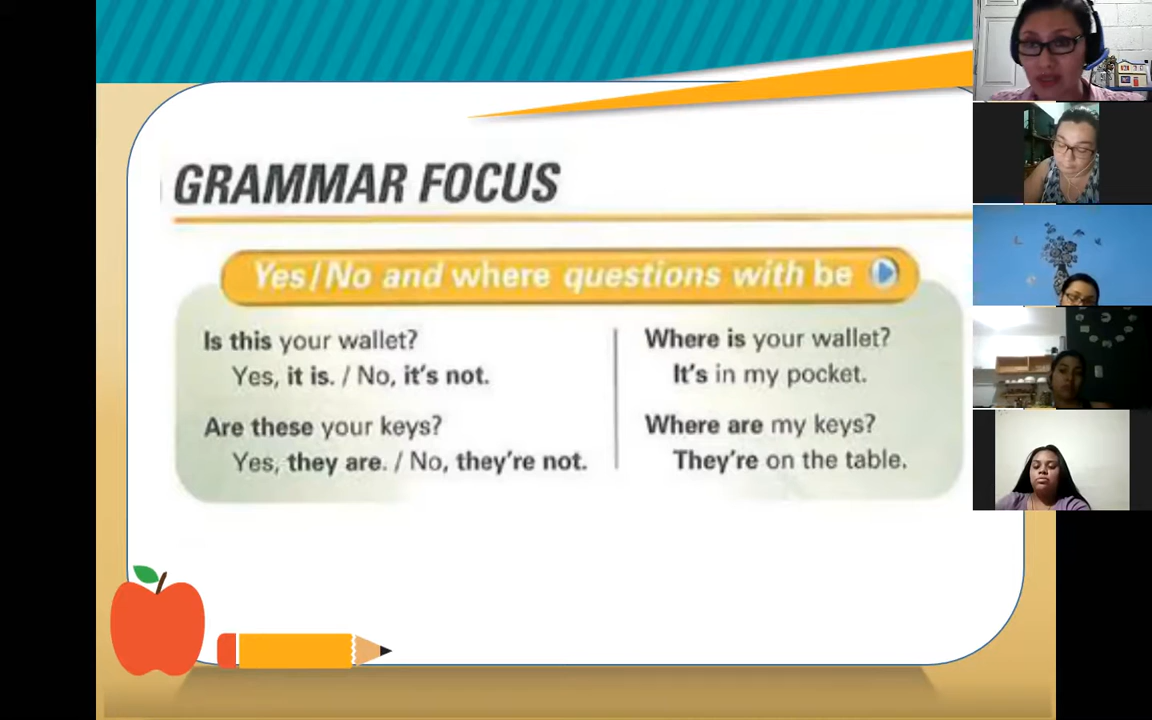 GRAMMAR FOCUS
Yes/No and where questions with be
Is this your wallet?
Yes, it is. / No, it's not.
Are these your keys?
Yes, they are. / No, they're not.
Where is your wallet?
It's in my pocket.
Where are my keys?
They're on the table.